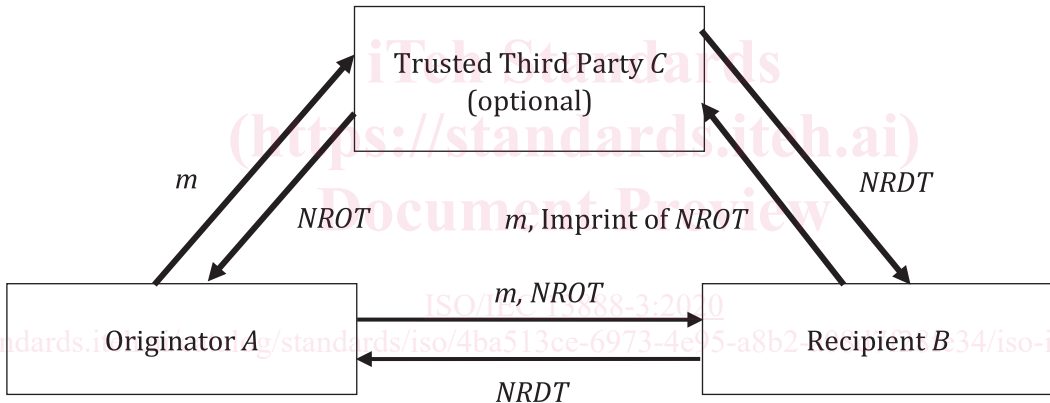 iTeh Standards
(https://standards.iteh.ai)
Document Preview
Trusted Third Party C
(optional)
m
NROT
m, Imprint of NROT
NRDT
m, NROT
ISO/IEC 13888-3:2020
Originator A
Recipient B
NRDT